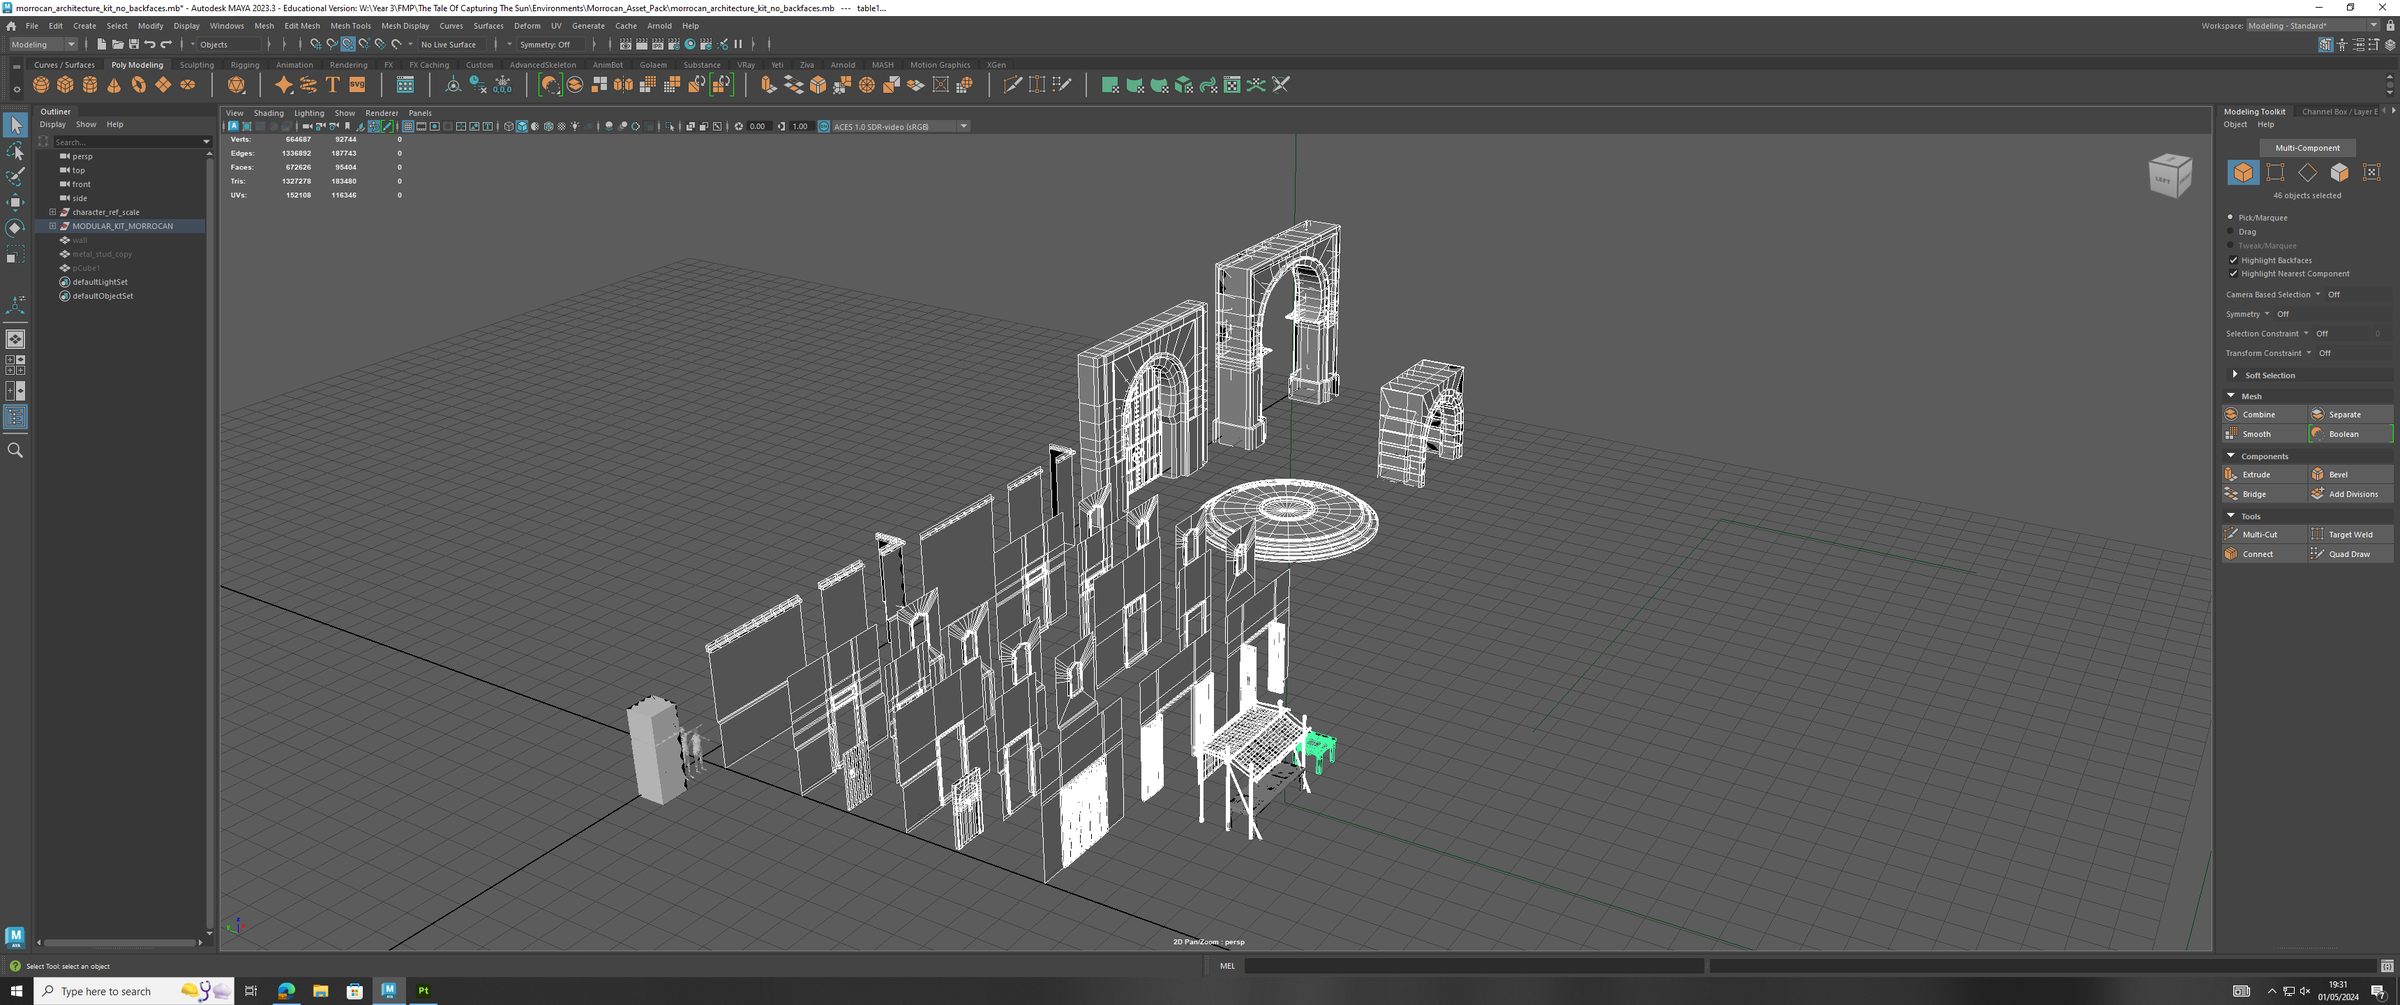 morrocan_architecture_kit_no_backfaces.mb* - Autodesk MAYA 2023.3 - Educational Version: W:\Year 3\FMP\The Tale Of Capturing The Sun\Environments\Morrocan_Asset_Pack\morrocan_architecture_kit_no_backfaces.mb --- table1...
File Edit Create Select Modify Display Windows Mesh Edit Mesh Mesh Tools Mesh Display Curves Surfaces Deform UV Generate Cache Arnold Help
Workspace: Modeling - Standard*
Modeling Objects No Live Surface Symmetry: Off
Curves / Surfaces Poly Modeling Sculpting Rigging Animation Rendering FX FX Caching Custom AdvancedSkeleton AnimBot Golaem Substance VRay Yeti Ziva Arnold MASH Motion Graphics XGen
T SVG 0,0,0
Outliner
Display Show Help
Search...
persp
top
front
side
character_ref_scale
MODULAR_KIT_MORROCAN
wall
metal_stud_copy
pCube1
defaultLightSet
defaultObjectSet
View Shading Lighting Show Renderer Panels
0.00 1.00 ACES 1.0 SDR-video (sRGB)
Verts: 664687 92744 0
Edges: 1336892 187743 0
Faces: 672626 95404 0
Tris: 1327278 183480 0
UVs: 152108 116346 0
LEFT
2D Pan/Zoom : persp
Modeling Toolkit Channel Box / Layer E
Object Help
Multi-Component
46 objects selected
Pick/Marquee
Drag
Tweak/Marquee
Highlight Backfaces
Highlight Nearest Component
Camera Based Selection Off
Symmetry Off
Selection Constraint Off 0
Transform Constraint Off
Soft Selection
Mesh
Combine Separate
Smooth Boolean
Components
Extrude Bevel
Bridge Add Divisions
Tools
Multi-Cut Target Weld
Connect Quad Draw
M
AYA
Select Tool: select an object
MEL
Type here to search
M
Pt
19:31
01/05/2024